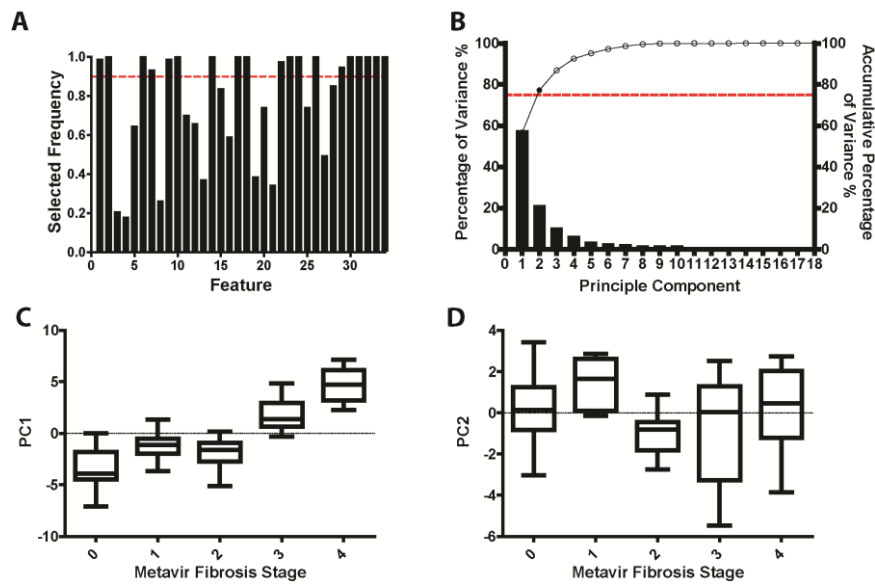 A
Selected Frequency
1.0
0.8
0.6
0.4
0.2
0.0
0 5 10 15 20 25 30
Feature
B
Percentage of Variance %
100
80
60
40
20
0
0 1 2 3 4 5 6 7 8 9 10 11 12 13 14 15 16 17 18
Principle Component
100
80
60
40
20
0
Accumulative Percentage
of Variance %
C
PC1
10
5
0
-5
-10
0 1 2 3 4
Metavir Fibrosis Stage
D
PC2
4
2
0
-2
-4
-6
0 1 2 3 4
Metavir Fibrosis Stage